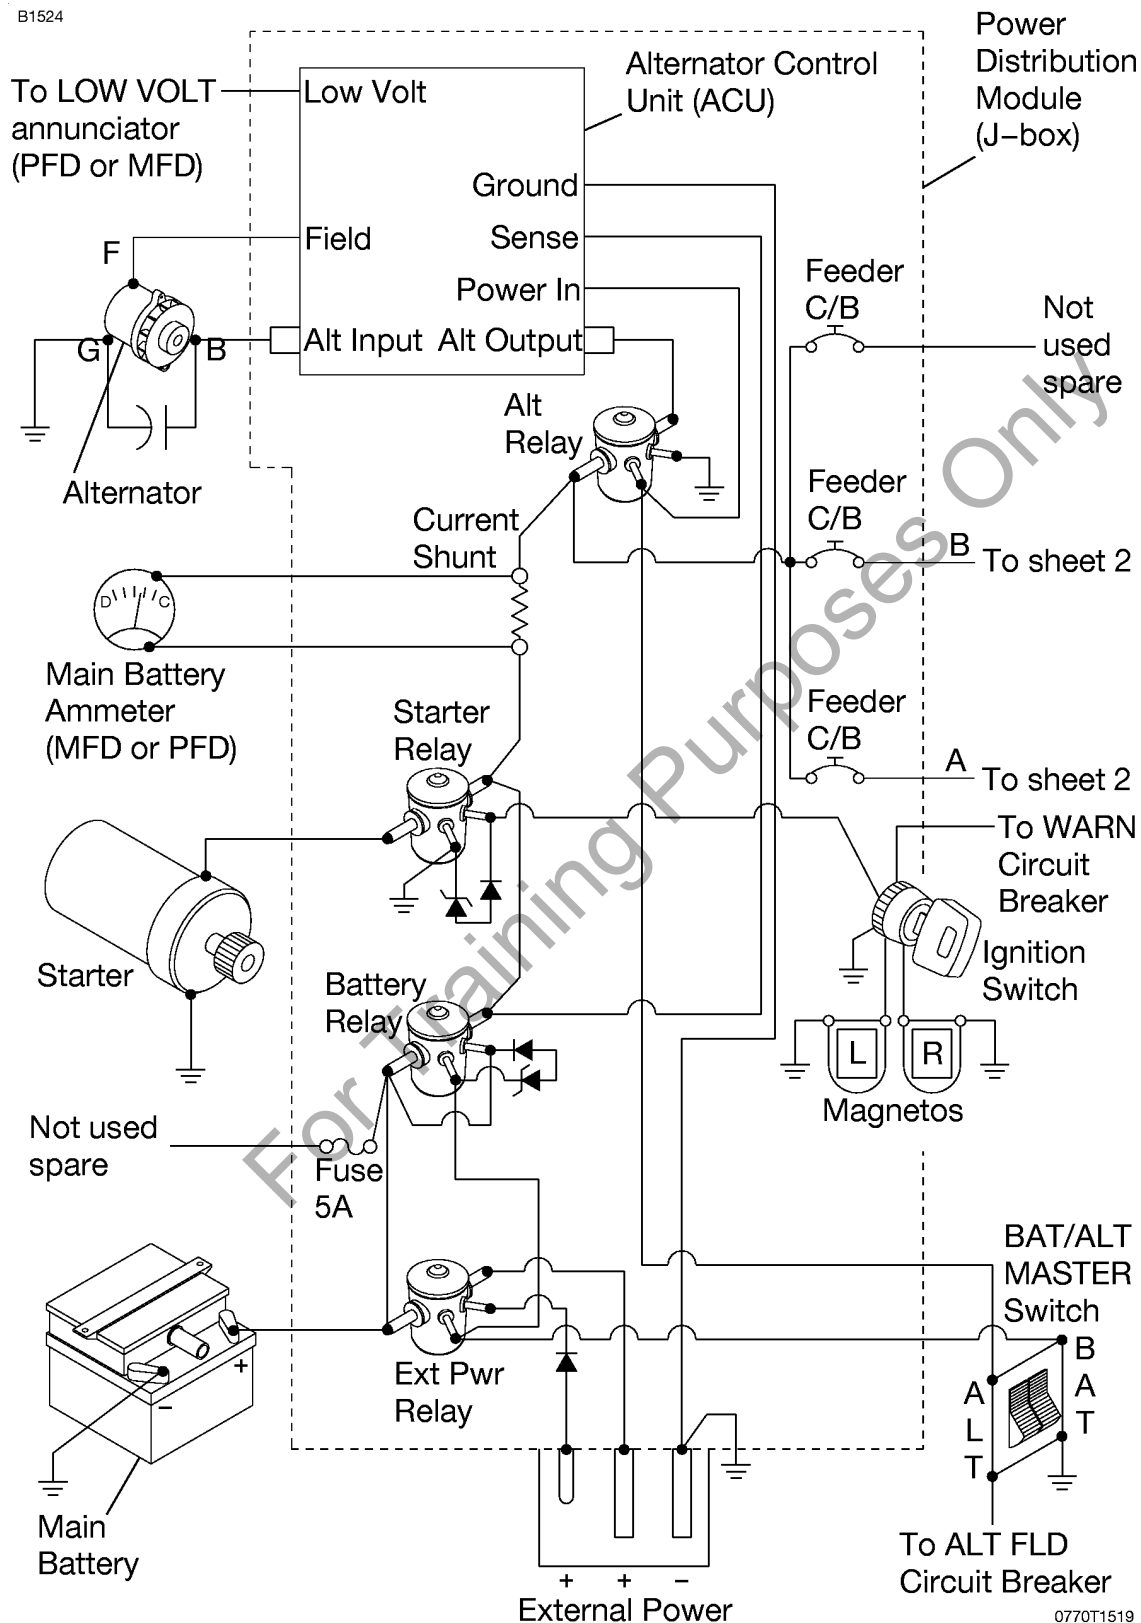 B1524
Power
Distribution
Module
(J-box)
Alternator Control
Unit (ACU)
To LOW VOLT
annunciator
(PFD or MFD)
Low Volt
Ground
Field
Sense
Power In
Alt Input
Alt Output
F
G
B
Alternator
Feeder
C/B
Not
used
spare
Alt
Relay
Feeder
C/B
B
To sheet 2
Current
Shunt
D
C
Main Battery
Ammeter
(MFD or PFD)
Feeder
C/B
A
To sheet 2
Starter
Relay
To WARN
Circuit
Breaker
Starter
Ignition
Switch
Battery
Relay
L
R
Magnetos
Not used
spare
Fuse
5A
BAT/ALT
MASTER
Switch
B
A
T
A
L
T
Ext Pwr
Relay
+
–
Main
Battery
To ALT FLD
Circuit Breaker
+ + –
External Power
0770T1519
For Training Purposes Only